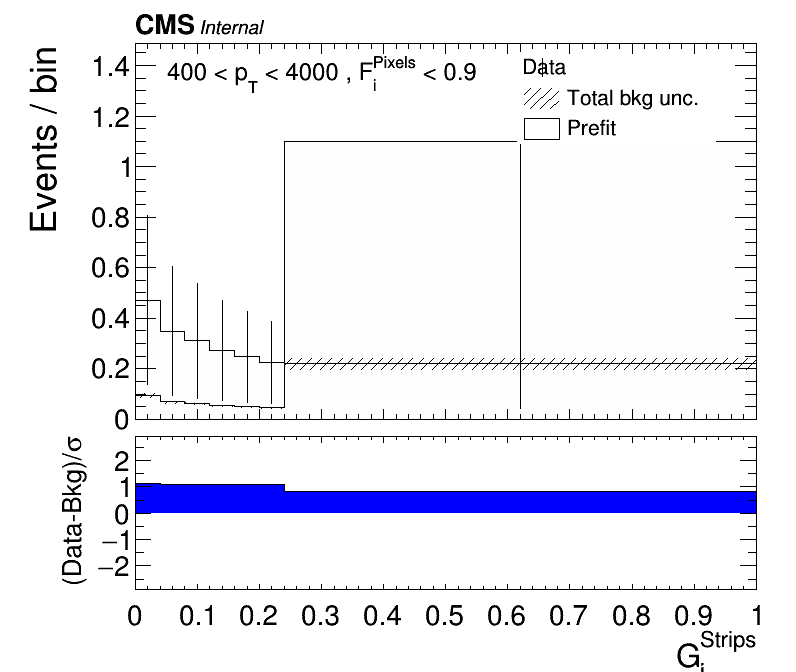 CMS Internal
Events / bin
1.4
1.2
1
0.8
0.6
0.4
0.2
0
400 < p_T < 4000 , F_i^Pixels < 0.9
Data
Total bkg unc.
Prefit
(Data-Bkg)/σ
2
1
0
−1
−2
0 0.1 0.2 0.3 0.4 0.5 0.6 0.7 0.8 0.9 1
G_i^Strips